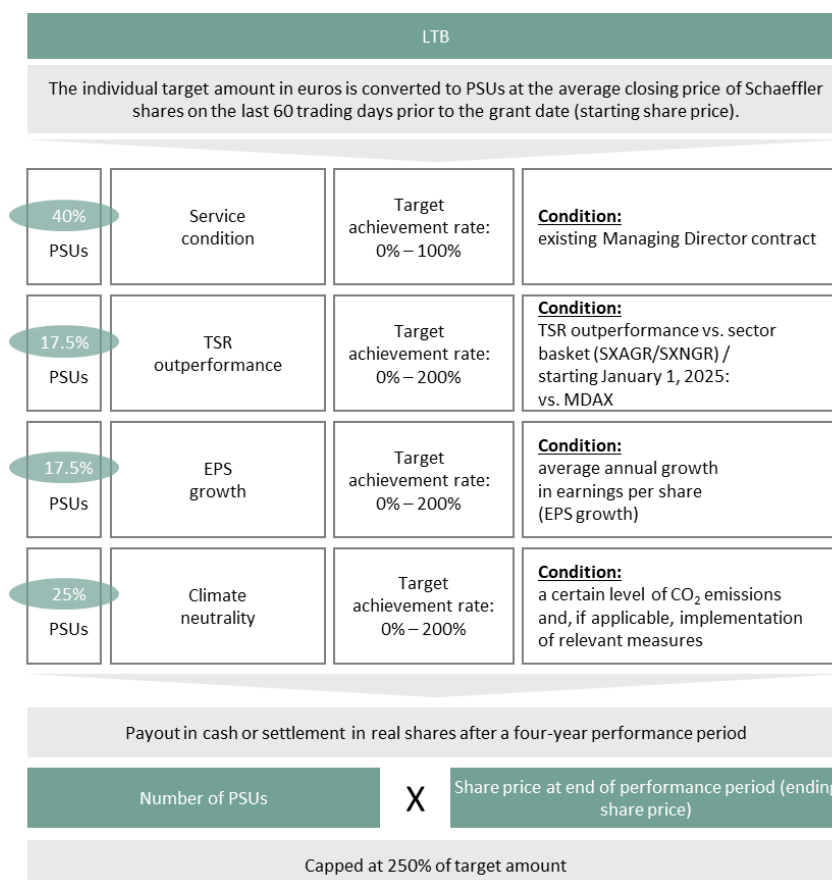 LTB
The individual target amount in euros is converted to PSUs at the average closing price of Schaeffler
shares on the last 60 trading days prior to the grant date (starting share price).
40%
PSUs
Service
condition
Target
achievement rate:
0% – 100%
Condition:
existing Managing Director contract
17.5%
PSUs
TSR
outperformance
Target
achievement rate:
0% – 200%
Condition:
TSR outperformance vs. sector
basket (SXAGR/SXNGR) /
starting January 1, 2025:
vs. MDAX
17.5%
PSUs
EPS
growth
Target
achievement rate:
0% – 200%
Condition:
average annual growth
in earnings per share
(EPS growth)
25%
PSUs
Climate
neutrality
Target
achievement rate:
0% – 200%
Condition:
a certain level of CO₂ emissions
and, if applicable, implementation
of relevant measures
Payout in cash or settlement in real shares after a four-year performance period
Number of PSUs
X
Share price at end of performance period (ending
share price)
Capped at 250% of target amount